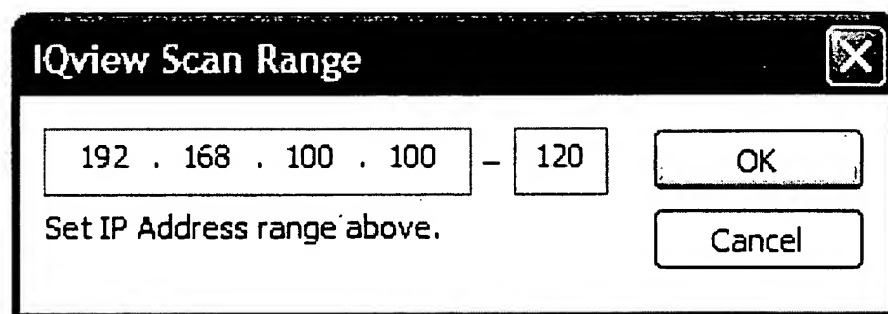 IQview Scan Range
192 . 168 . 100 . 100 – 120
OK
Set IP Address range above.
Cancel